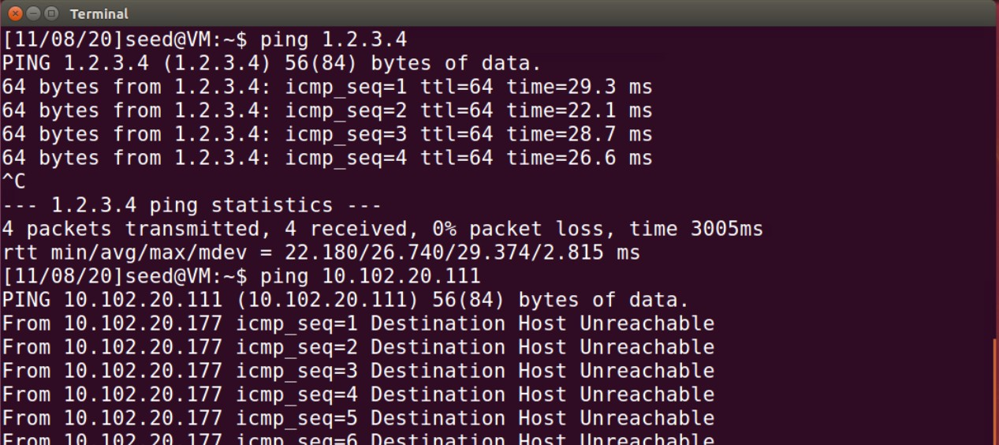 Terminal
[11/08/20]seed@VM:~$ ping 1.2.3.4
PING 1.2.3.4 (1.2.3.4) 56(84) bytes of data.
64 bytes from 1.2.3.4: icmp_seq=1 ttl=64 time=29.3 ms
64 bytes from 1.2.3.4: icmp_seq=2 ttl=64 time=22.1 ms
64 bytes from 1.2.3.4: icmp_seq=3 ttl=64 time=28.7 ms
64 bytes from 1.2.3.4: icmp_seq=4 ttl=64 time=26.6 ms
^C
--- 1.2.3.4 ping statistics ---
4 packets transmitted, 4 received, 0% packet loss, time 3005ms
rtt min/avg/max/mdev = 22.180/26.740/29.374/2.815 ms
[11/08/20]seed@VM:~$ ping 10.102.20.111
PING 10.102.20.111 (10.102.20.111) 56(84) bytes of data.
From 10.102.20.177 icmp_seq=1 Destination Host Unreachable
From 10.102.20.177 icmp_seq=2 Destination Host Unreachable
From 10.102.20.177 icmp_seq=3 Destination Host Unreachable
From 10.102.20.177 icmp_seq=4 Destination Host Unreachable
From 10.102.20.177 icmp_seq=5 Destination Host Unreachable
From 10.102.20.177 icmp_seq=6 Destination Host Unreachable